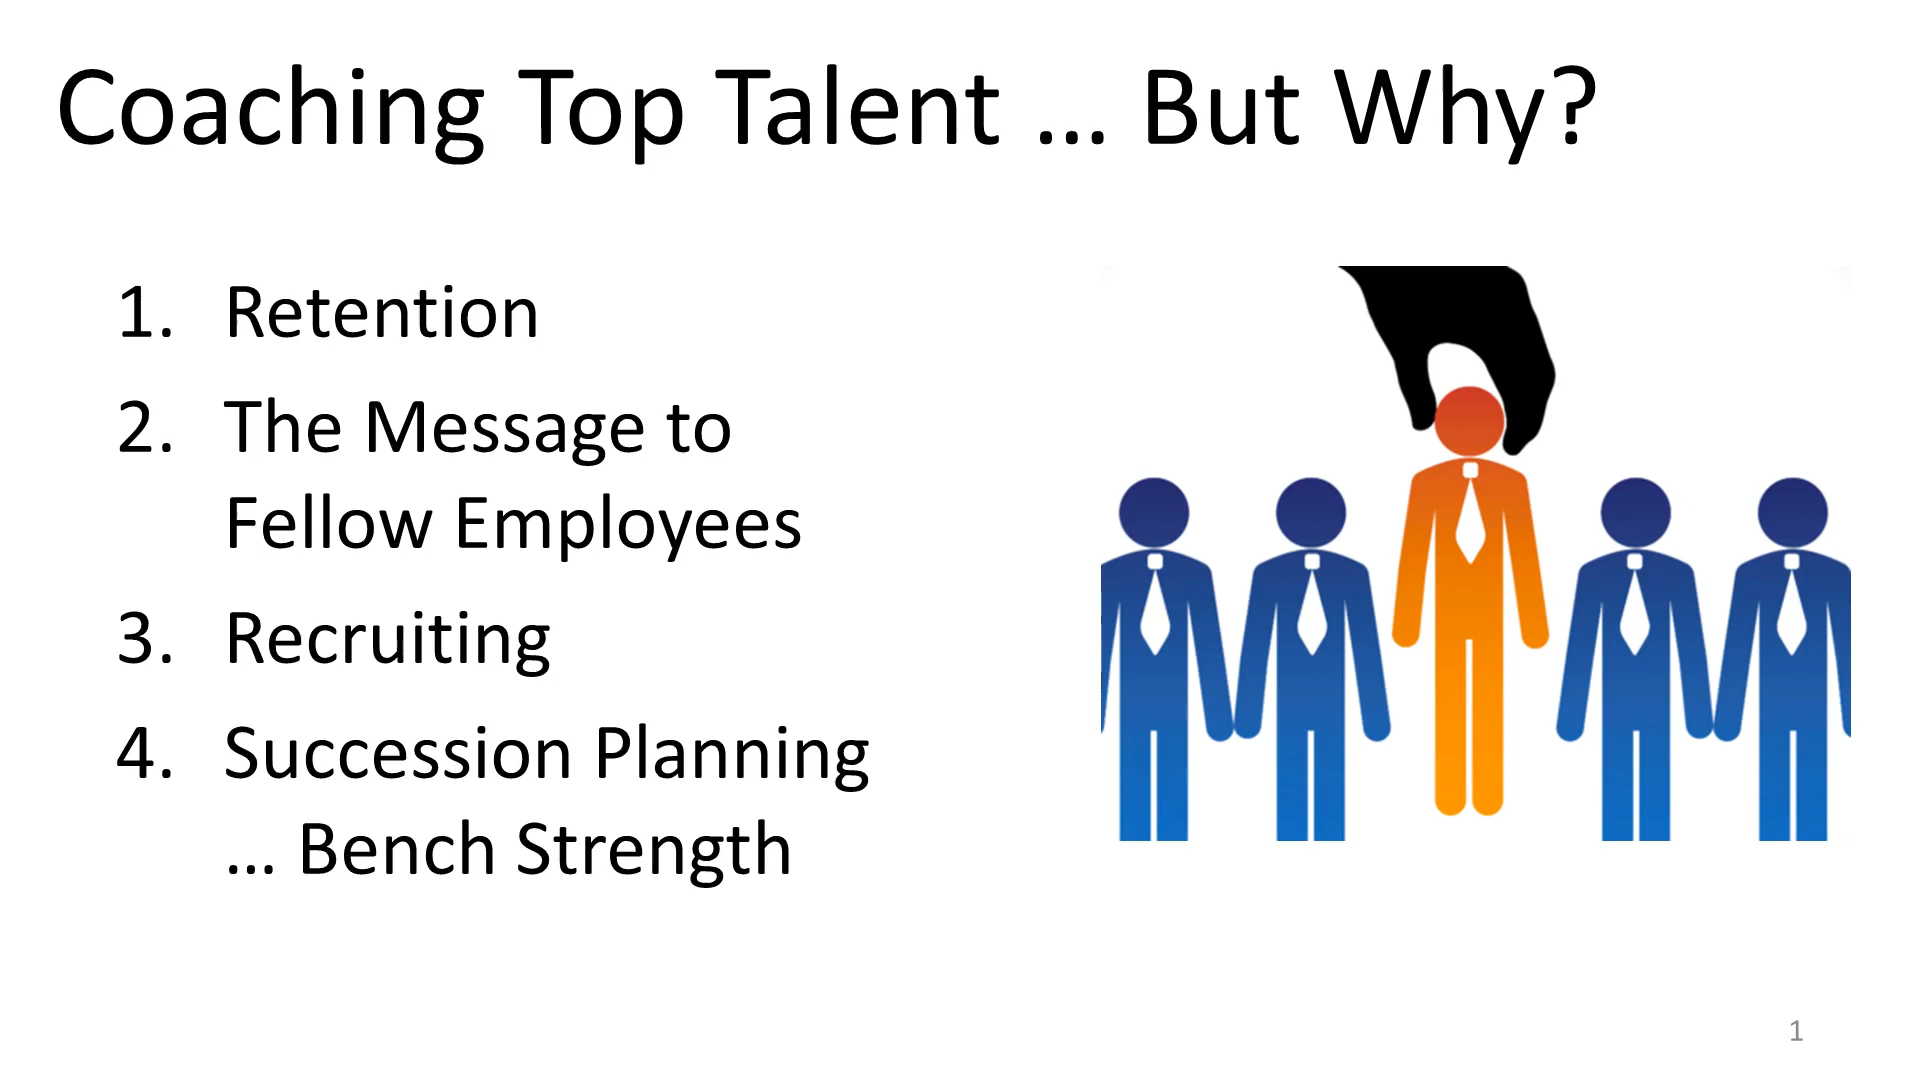 Coaching Top Talent … But Why?
1. Retention
2. The Message to
Fellow Employees
3. Recruiting
4. Succession Planning
… Bench Strength
1